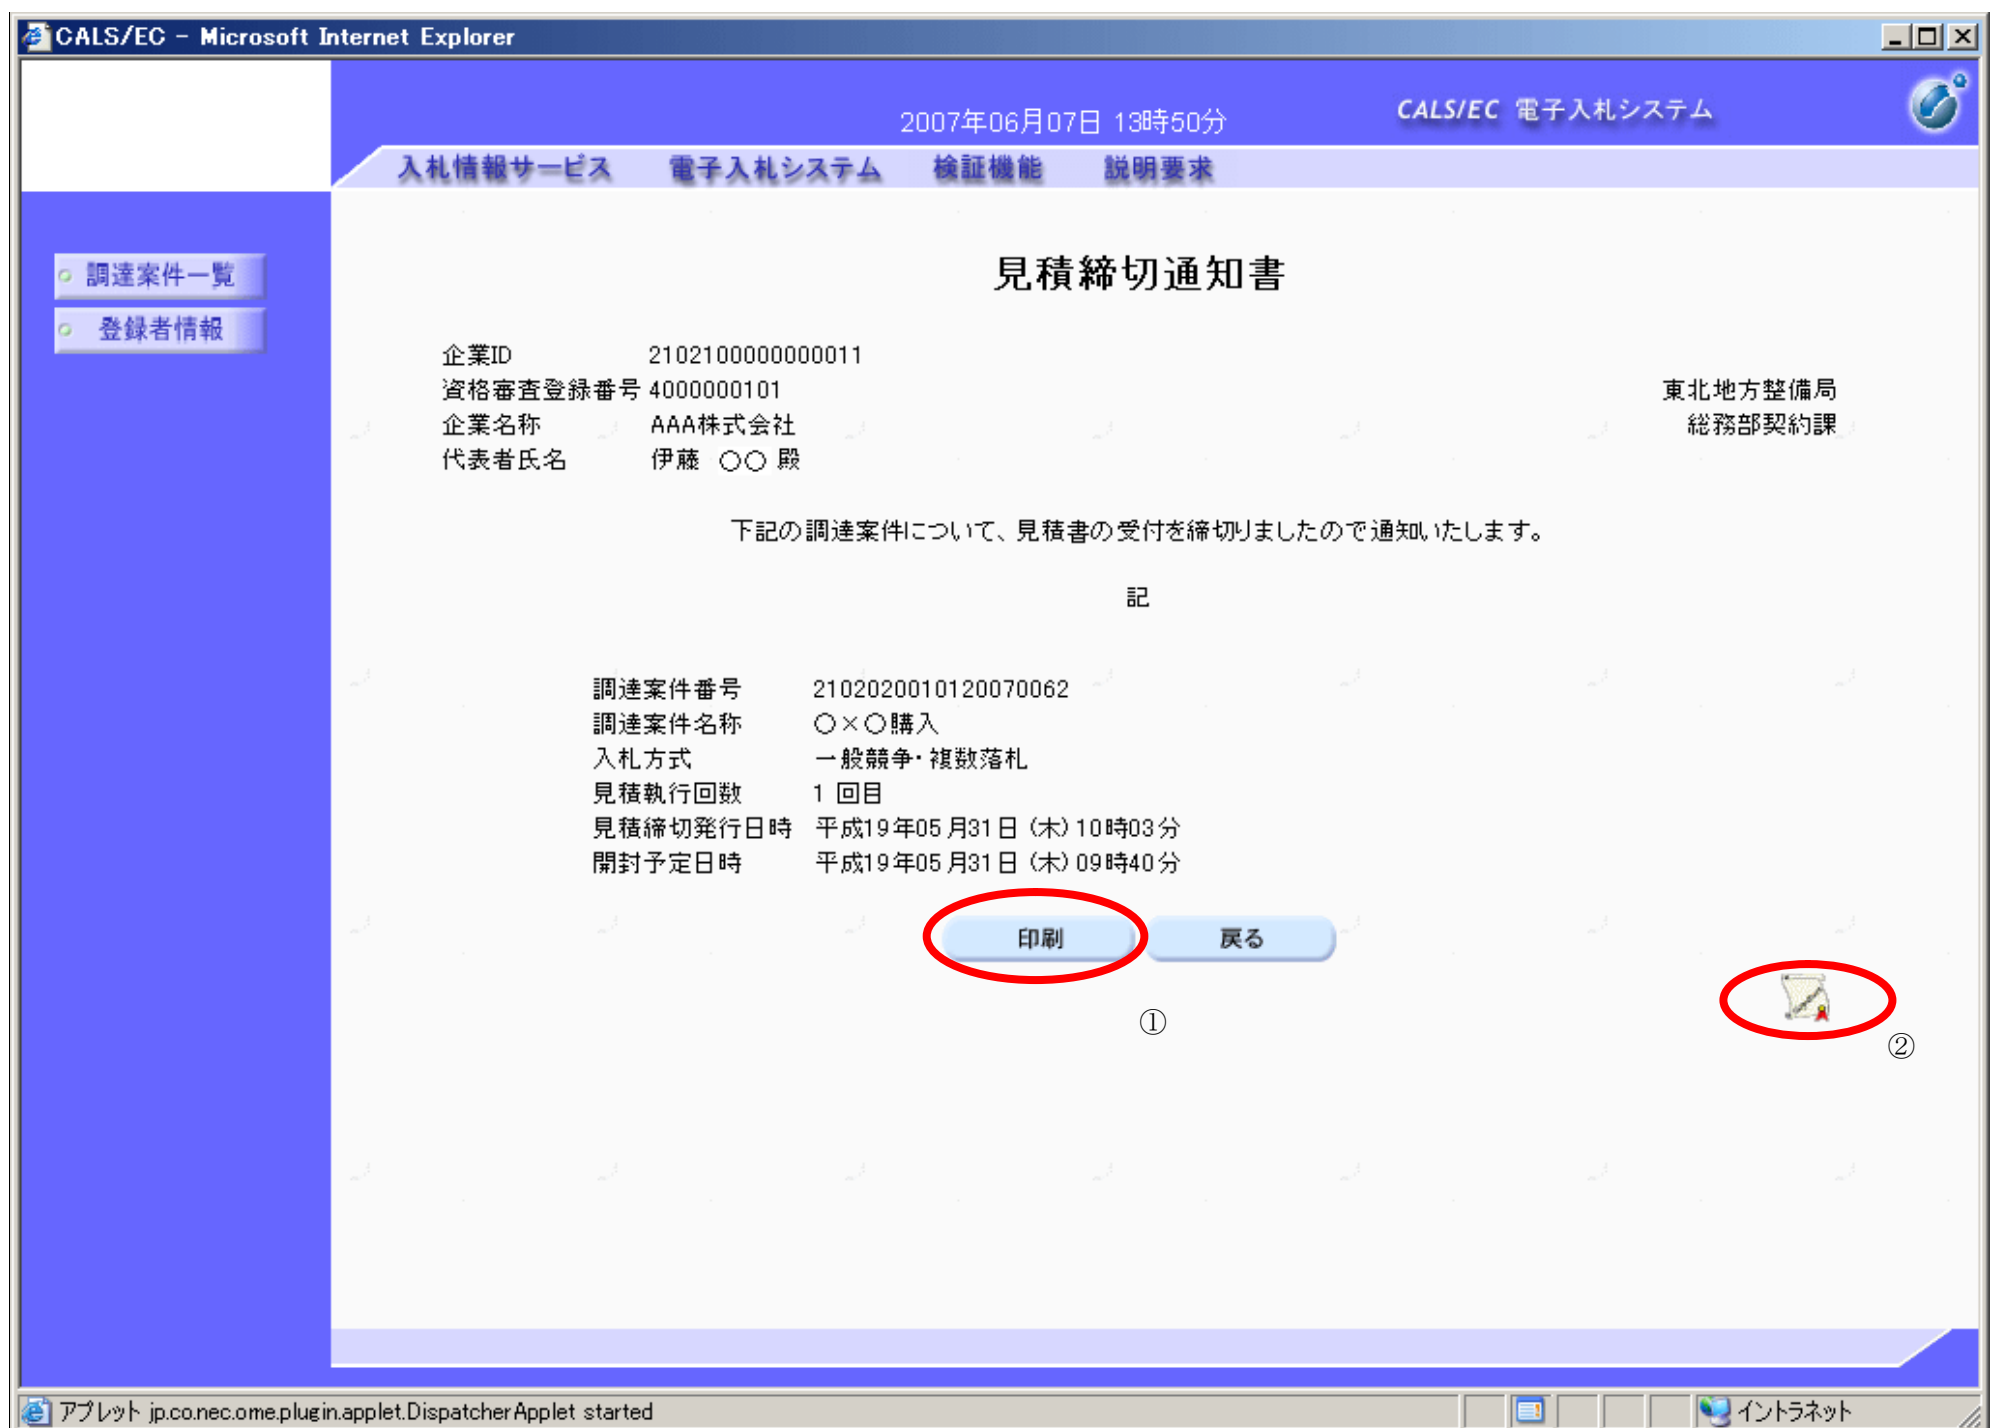 CALS/EC - Microsoft Internet Explorer
2007年06月07日 13時50分
CALS/EC 電子入札システム
入札情報サービス 電子入札システム 検証機能 説明要求
調達案件一覧
登録者情報
見積締切通知書
企業ID 2102100000000011
資格審査登録番号 4000000101
東北地方整備局
企業名称 AAA株式会社
総務部契約課
代表者氏名 伊藤 ○○ 殿
下記の調達案件について、見積書の受付を締切りましたので通知いたします。
記
調達案件番号 2102020010120070062
調達案件名称 ○×○購入
入札方式 一般競争・複数落札
見積執行回数 1 回目
見積締切発行日時 平成19年05月31日(木)10時03分
開封予定日時 平成19年05月31日(木)09時40分
印刷 戻る
①
②
アプレット jp.co.nec.ome.plugin.applet.DispatcherApplet started
イントラネット